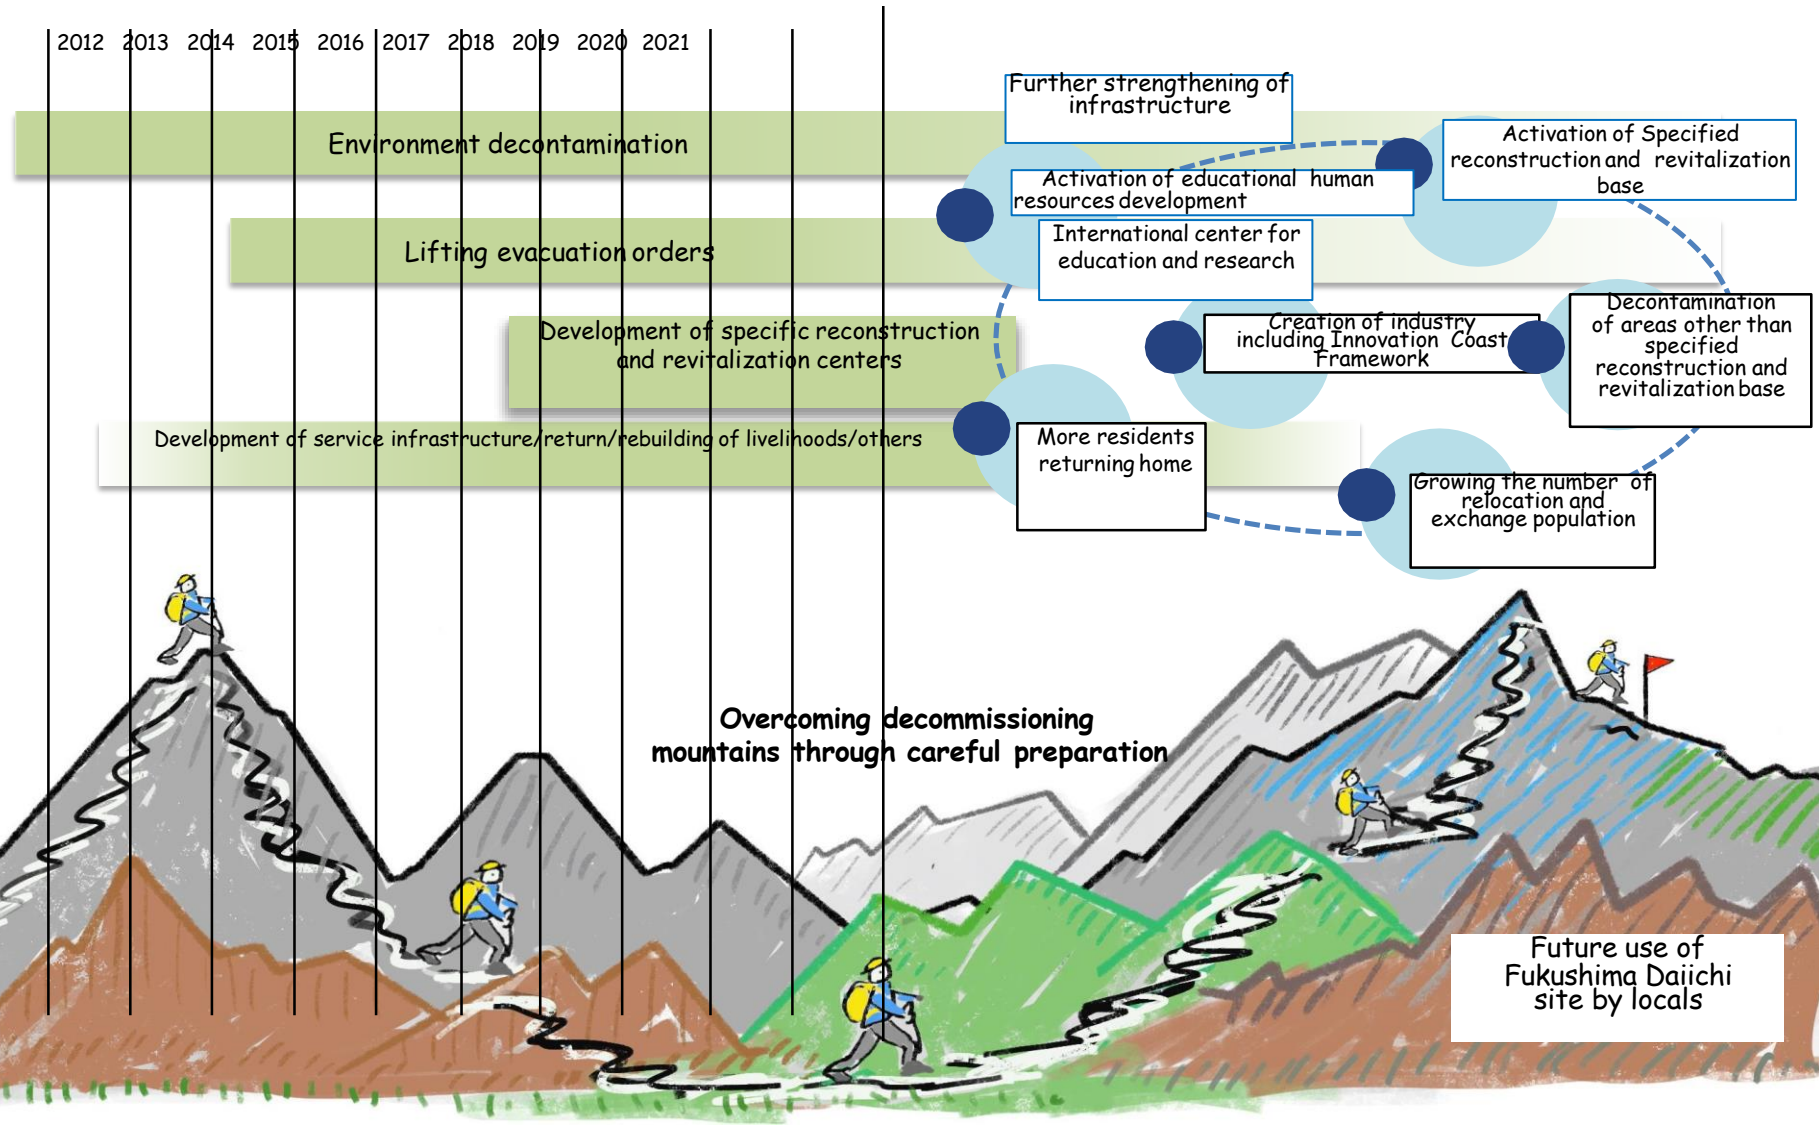 2012 2013 2014 2015 2016 2017 2018 2019 2020 2021
Further strengthening of
infrastructure
Environment decontamination
Activation of Specified
reconstruction and revitalization
base
Activation of educational human
resources development
Lifting evacuation orders
International center for
education and research
Development of specific reconstruction
and revitalization centers
Creation of industry
including Innovation Coast
Framework
Decontamination
of areas other than
specified
reconstruction and
revitalization base
Development of service infrastructure/return/rebuilding of livelihoods/others
More residents
returning home
Growing the number of
relocation and
exchange population
Overcoming decommissioning
mountains through careful preparation
Future use of
Fukushima Daiichi
site by locals